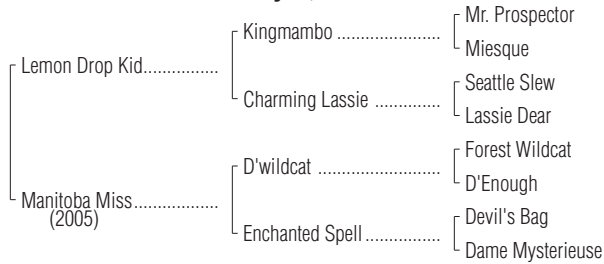 Mr. Prospector
Kingmambo ..................
Miesque
Lemon Drop Kid................
Seattle Slew
Charming Lassie ..............
Lassie Dear
Forest Wildcat
D'wildcat ......................
D'Enough
Manitoba Miss..................
(2005)
Devil's Bag
Enchanted Spell................
Dame Mysterieuse